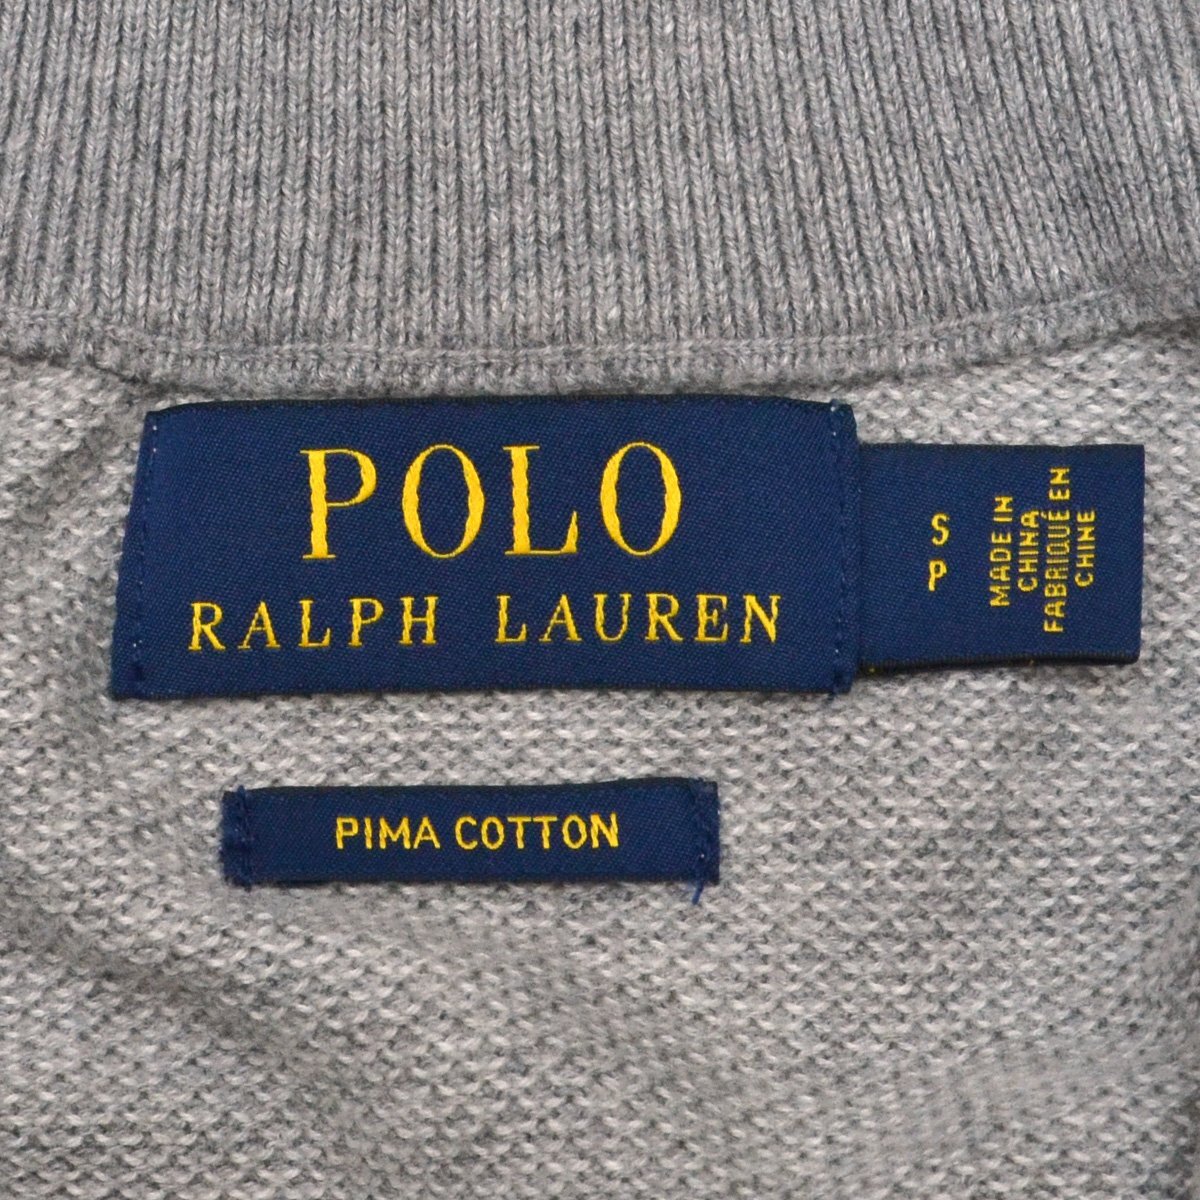 POLO
RALPH LAUREN
S
P
MADE IN
CHINA
FABRIQUÉ EN
CHINE
PIMA COTTON